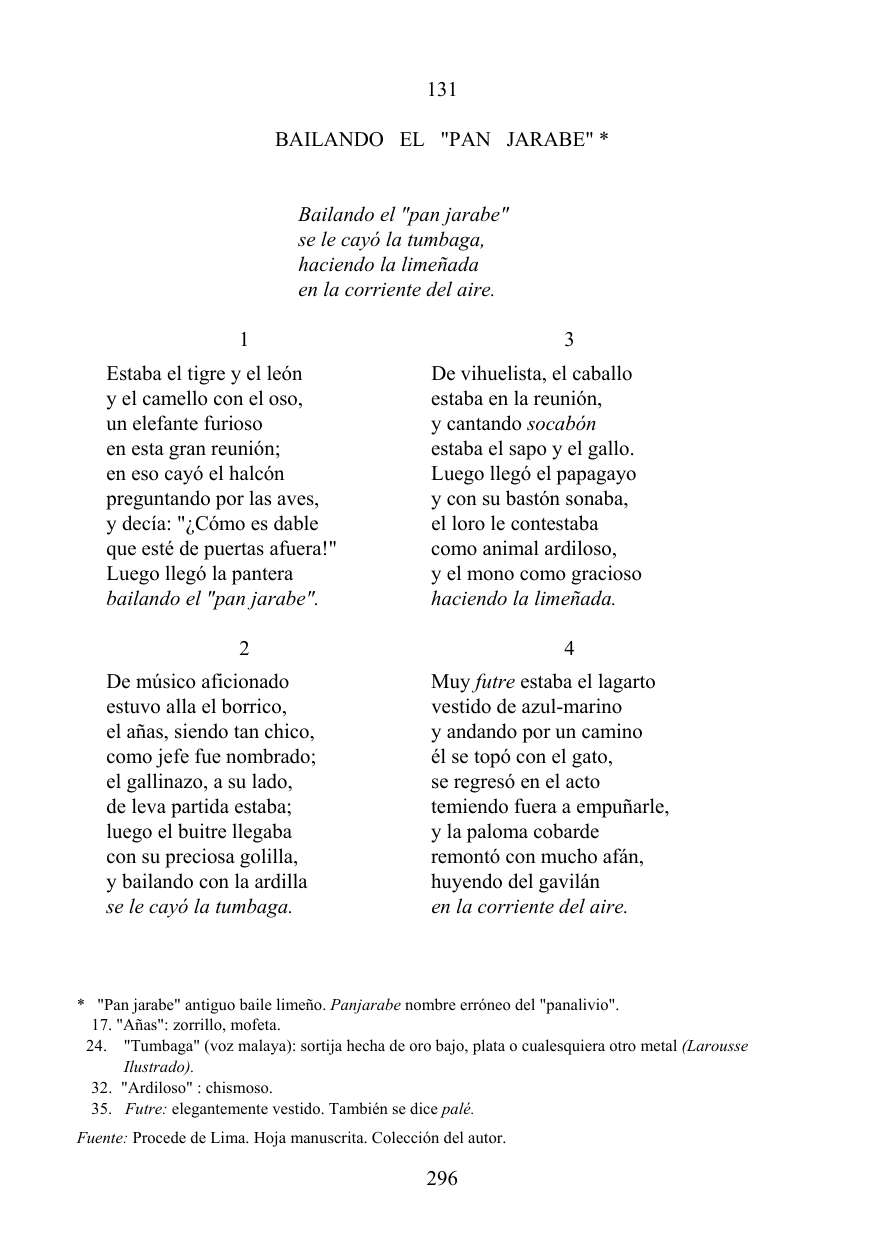 131
BAILANDO EL "PAN JARABE" *
Bailando el "pan jarabe"
se le cayó la tumbaga,
haciendo la limeñada
en la corriente del aire.
1
Estaba el tigre y el león
y el camello con el oso,
un elefante furioso
en esta gran reunión;
en eso cayó el halcón
preguntando por las aves,
y decía: "¿Cómo es dable
que esté de puertas afuera!"
Luego llegó la pantera
bailando el "pan jarabe".
2
De músico aficionado
estuvo alla el borrico,
el añas, siendo tan chico,
como jefe fue nombrado;
el gallinazo, a su lado,
de leva partida estaba;
luego el buitre llegaba
con su preciosa golilla,
y bailando con la ardilla
se le cayó la tumbaga.
3
De vihuelista, el caballo
estaba en la reunión,
y cantando socabón
estaba el sapo y el gallo.
Luego llegó el papagayo
y con su bastón sonaba,
el loro le contestaba
como animal ardiloso,
y el mono como gracioso
haciendo la limeñada.
4
Muy futre estaba el lagarto
vestido de azul-marino
y andando por un camino
él se topó con el gato,
se regresó en el acto
temiendo fuera a empuñarle,
y la paloma cobarde
remontó con mucho afán,
huyendo del gavilán
en la corriente del aire.
* "Pan jarabe" antiguo baile limeño. Panjarabe nombre erróneo del "panalivio".
17. "Añas": zorrillo, mofeta.
24. "Tumbaga" (voz malaya): sortija hecha de oro bajo, plata o cualesquiera otro metal (Larousse
Ilustrado).
32. "Ardiloso" : chismoso.
35. Futre: elegantemente vestido. También se dice palé.
Fuente: Procede de Lima. Hoja manuscrita. Colección del autor.
296